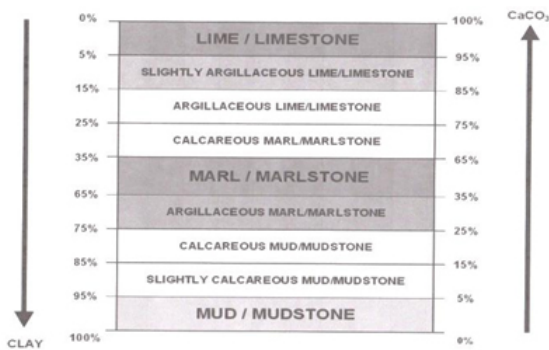 0% 100% CaCO₃
LIME / LIMESTONE
5% 95%
SLIGHTLY ARGILLACEOUS LIME/LIMESTONE
15% 85%
ARGILLACEOUS LIME/LIMESTONE
25% 75%
CALCAREOUS MARL/MARLSTONE
35% 65%
MARL / MARLSTONE
65% 35%
ARGILLACEOUS MARL/MARLSTONE
75% 25%
CALCAREOUS MUD/MUDSTONE
85% 15%
SLIGHTLY CALCAREOUS MUD/MUDSTONE
95% 5%
MUD / MUDSTONE
100% 0%
CLAY